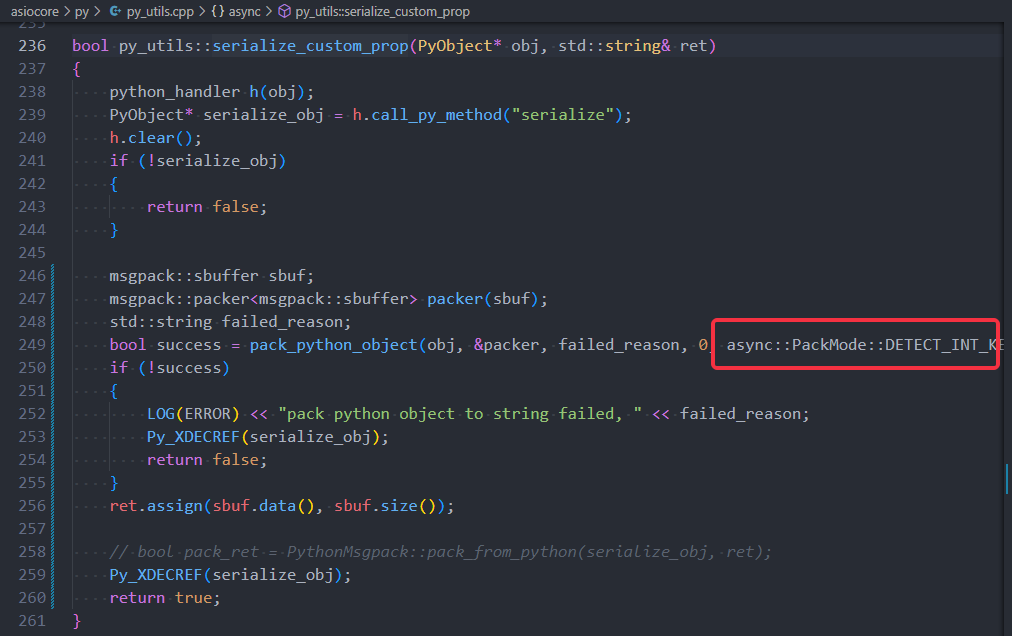 asiocore > py > py_utils.cpp > {} async > py_utils::serialize_custom_prop
235
236 bool py_utils::serialize_custom_prop(PyObject* obj, std::string& ret)
237 {
238     python_handler h(obj);
239     PyObject* serialize_obj = h.call_py_method("serialize");
240     h.clear();
241     if (!serialize_obj)
242     {
243         return false;
244     }
245
246     msgpack::sbuffer sbuf;
247     msgpack::packer<msgpack::sbuffer> packer(sbuf);
248     std::string failed_reason;
249     bool success = pack_python_object(obj, &packer, failed_reason, 0, async::PackMode::DETECT_INT_KE
250     if (!success)
251     {
252         LOG(ERROR) << "pack python object to string failed, " << failed_reason;
253         Py_XDECREF(serialize_obj);
254         return false;
255     }
256     ret.assign(sbuf.data(), sbuf.size());
257
258     // bool pack_ret = PythonMsgpack::pack_from_python(serialize_obj, ret);
259     Py_XDECREF(serialize_obj);
260     return true;
261 }